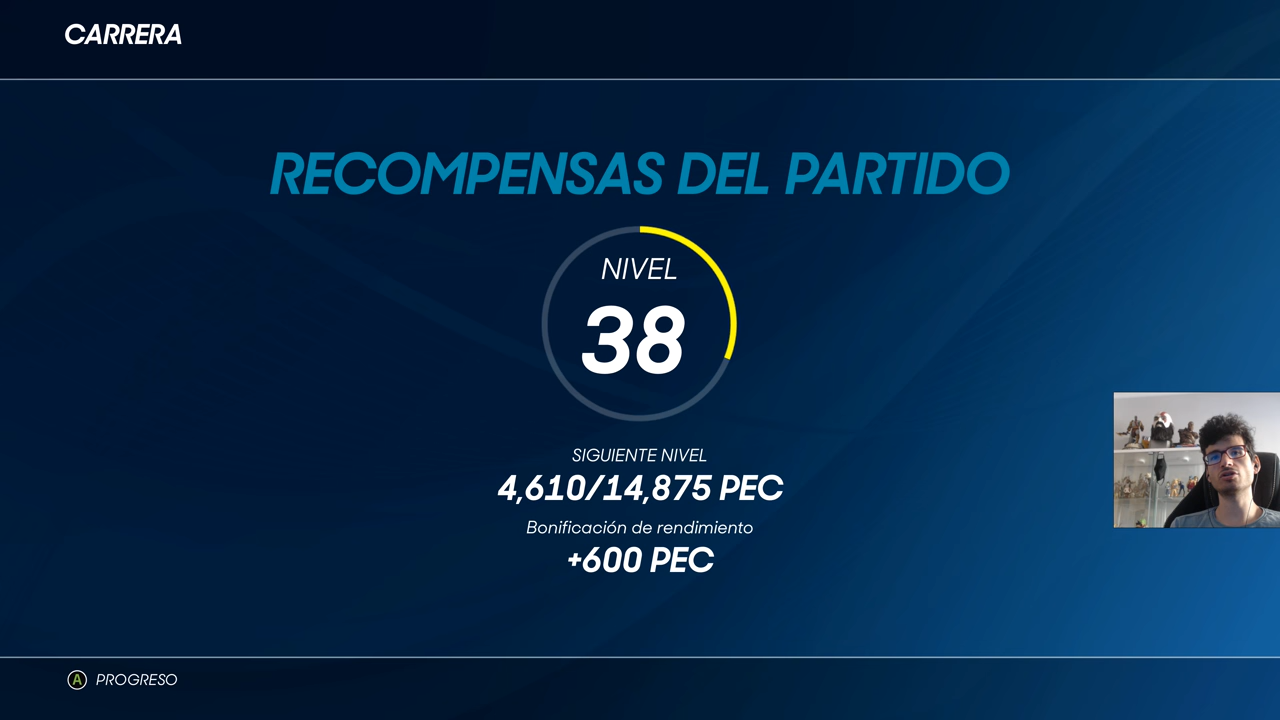 CARRERA
RECOMPENSAS DEL PARTIDO
NIVEL
38
SIGUIENTE NIVEL
4,610/14,875 PEC
Bonificación de rendimiento
+600 PEC
A PROGRESO